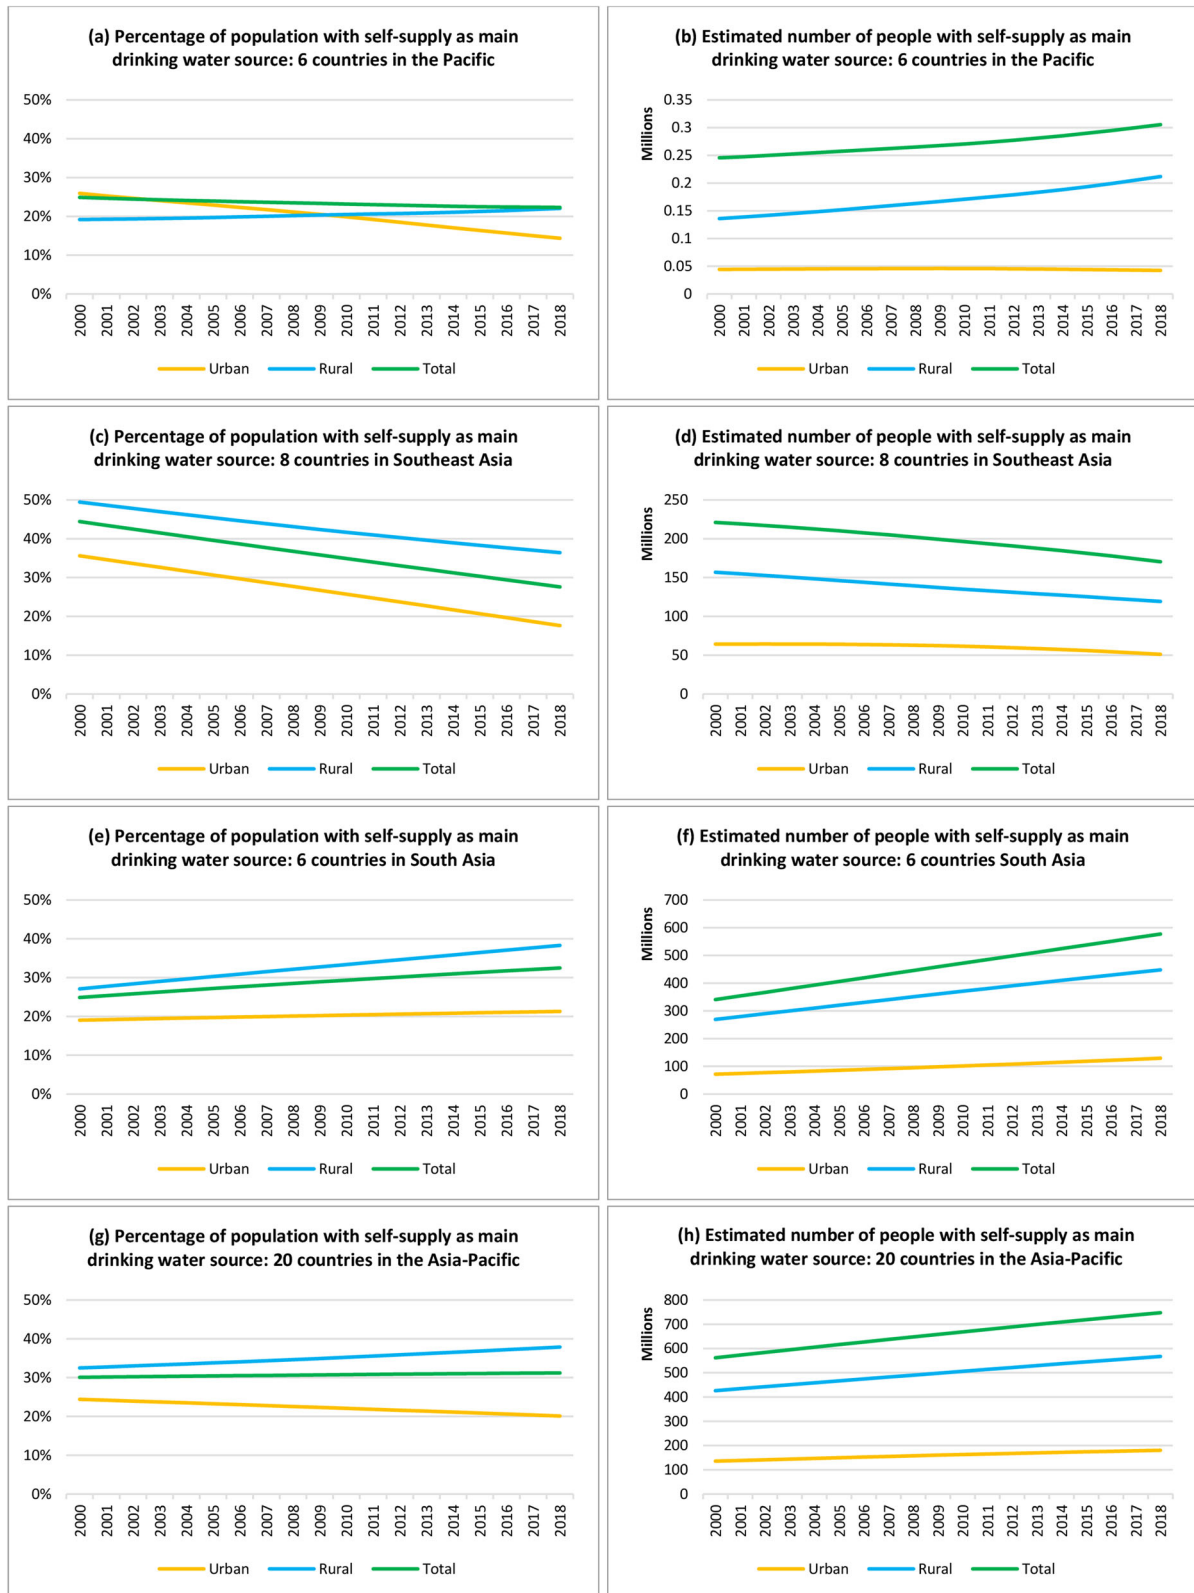 (a) Percentage of population with self-supply as main
drinking water source: 6 countries in the Pacific
50%
40%
30%
20%
10%
0%
2000 2001 2002 2003 2004 2005 2006 2007 2008 2009 2010 2011 2012 2013 2014 2015 2016 2017 2018
Urban Rural Total
(b) Estimated number of people with self-supply as main
drinking water source: 6 countries in the Pacific
Millions
0.35
0.3
0.25
0.2
0.15
0.1
0.05
0
2000 2001 2002 2003 2004 2005 2006 2007 2008 2009 2010 2011 2012 2013 2014 2015 2016 2017 2018
Urban Rural Total
(c) Percentage of population with self-supply as main
drinking water source: 8 countries in Southeast Asia
50%
40%
30%
20%
10%
0%
2000 2001 2002 2003 2004 2005 2006 2007 2008 2009 2010 2011 2012 2013 2014 2015 2016 2017 2018
Urban Rural Total
(d) Estimated number of people with self-supply as main
drinking water source: 8 countries in Southeast Asia
Millions
250
200
150
100
50
0
2000 2001 2002 2003 2004 2005 2006 2007 2008 2009 2010 2011 2012 2013 2014 2015 2016 2017 2018
Urban Rural Total
(e) Percentage of population with self-supply as main
drinking water source: 6 countries in South Asia
50%
40%
30%
20%
10%
0%
2000 2001 2002 2003 2004 2005 2006 2007 2008 2009 2010 2011 2012 2013 2014 2015 2016 2017 2018
Urban Rural Total
(f) Estimated number of people with self-supply as main
drinking water source: 6 countries South Asia
Millions
700
600
500
400
300
200
100
0
2000 2001 2002 2003 2004 2005 2006 2007 2008 2009 2010 2011 2012 2013 2014 2015 2016 2017 2018
Urban Rural Total
(g) Percentage of population with self-supply as main
drinking water source: 20 countries in the Asia-Pacific
50%
40%
30%
20%
10%
0%
2000 2001 2002 2003 2004 2005 2006 2007 2008 2009 2010 2011 2012 2013 2014 2015 2016 2017 2018
Urban Rural Total
(h) Estimated number of people with self-supply as main
drinking water source: 20 countries in the Asia-Pacific
Millions
800
700
600
500
400
300
200
100
0
2000 2001 2002 2003 2004 2005 2006 2007 2008 2009 2010 2011 2012 2013 2014 2015 2016 2017 2018
Urban Rural Total